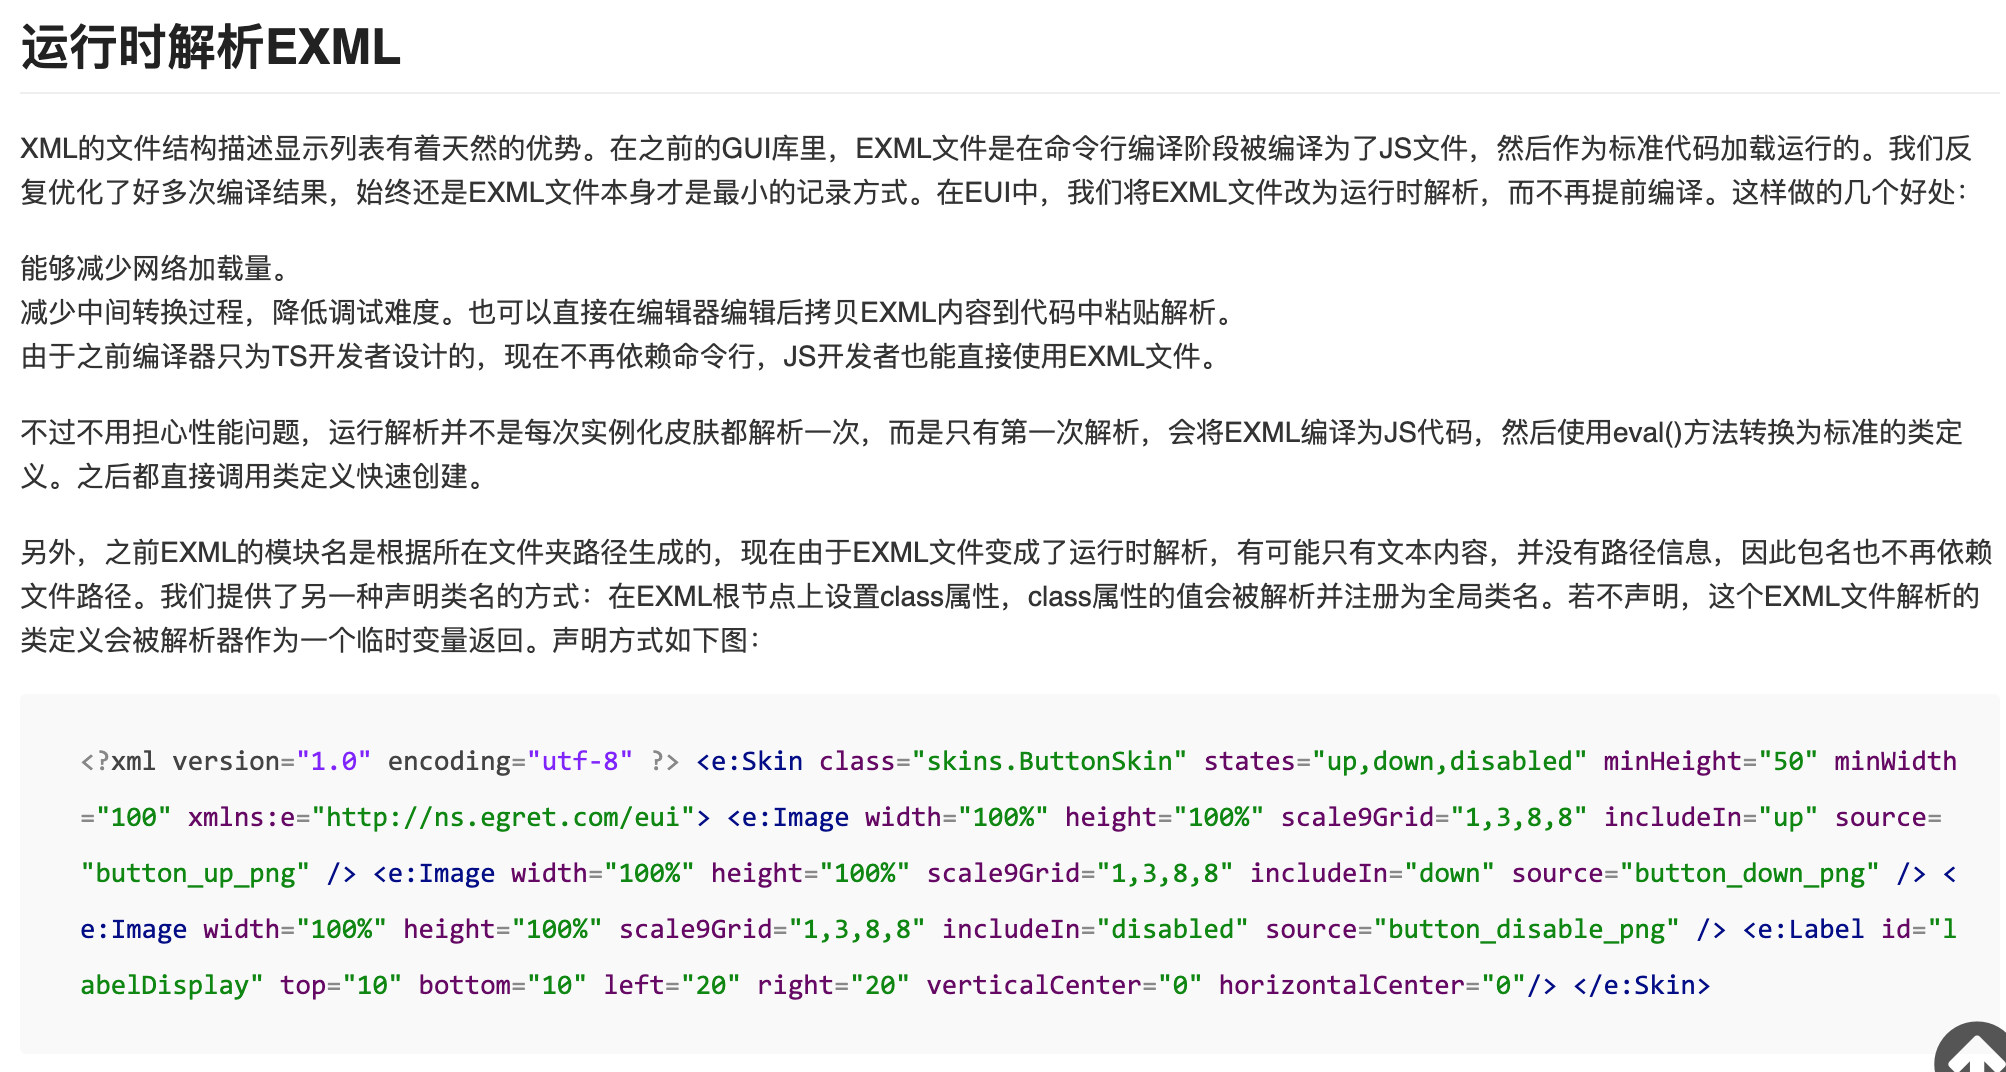 运行时解析EXML
XML的文件结构描述显示列表有着天然的优势。在之前的GUI库里，EXML文件是在命令行编译阶段被编译为了JS文件，然后作为标准代码加载运行的。我们反
复优化了好多次编译结果，始终还是EXML文件本身才是最小的记录方式。在EUI中，我们将EXML文件改为运行时解析，而不再提前编译。这样做的几个好处：
能够减少网络加载量。
减少中间转换过程，降低调试难度。也可以直接在编辑器编辑后拷贝EXML内容到代码中粘贴解析。
由于之前编译器只为TS开发者设计的，现在不再依赖命令行，JS开发者也能直接使用EXML文件。
不过不用担心性能问题，运行解析并不是每次实例化皮肤都解析一次，而是只有第一次解析，会将EXML编译为JS代码，然后使用eval()方法转换为标准的类定
义。之后都直接调用类定义快速创建。
另外，之前EXML的模块名是根据所在文件夹路径生成的，现在由于EXML文件变成了运行时解析，有可能只有文本内容，并没有路径信息，因此包名也不再依赖
文件路径。我们提供了另一种声明类名的方式：在EXML根节点上设置class属性，class属性的值会被解析并注册为全局类名。若不声明，这个EXML文件解析的
类定义会被解析器作为一个临时变量返回。声明方式如下图：
<?xml version="1.0" encoding="utf-8" ?> <e:Skin class="skins.ButtonSkin" states="up,down,disabled" minHeight="50" minWidth
="100" xmlns:e="http://ns.egret.com/eui"> <e:Image width="100%" height="100%" scale9Grid="1,3,8,8" includeIn="up" source=
"button_up_png" /> <e:Image width="100%" height="100%" scale9Grid="1,3,8,8" includeIn="down" source="button_down_png" /> <
e:Image width="100%" height="100%" scale9Grid="1,3,8,8" includeIn="disabled" source="button_disable_png" /> <e:Label id="l
abelDisplay" top="10" bottom="10" left="20" right="20" verticalCenter="0" horizontalCenter="0"/> </e:Skin>